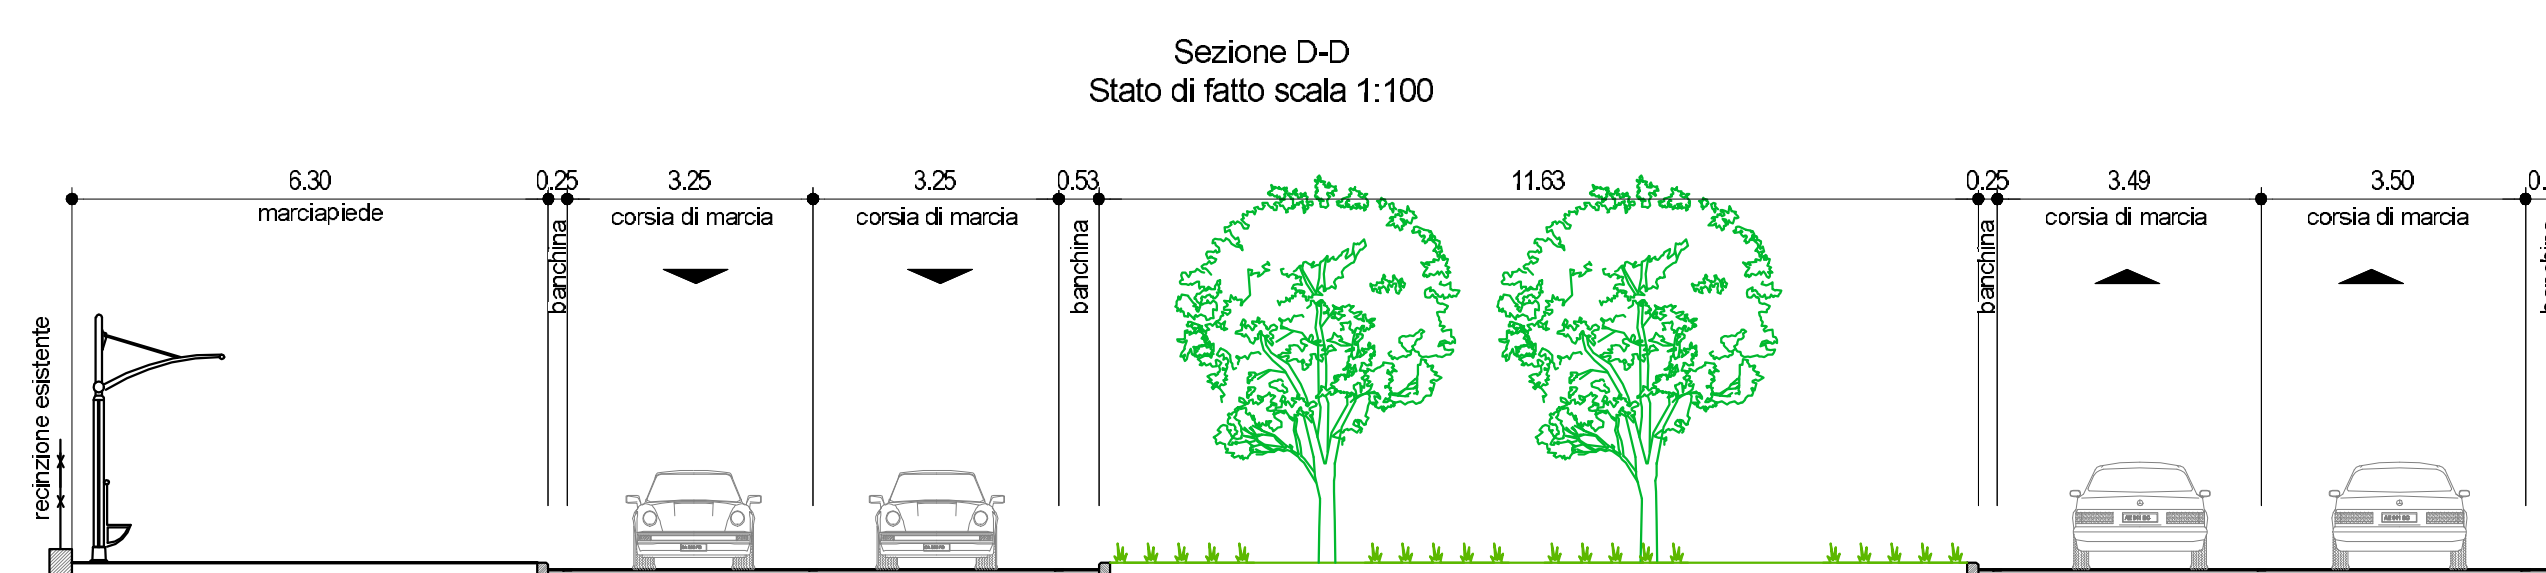 Sezione D-D
Stato di fatto scala 1:100
6.30 0.25 3.25 3.25 0.53 11.63 0.25 3.49 3.50 0.
marciapiede corsia di marcia corsia di marcia corsia di marcia corsia di marcia
banchina
banchina
banchina
recinzione esistente